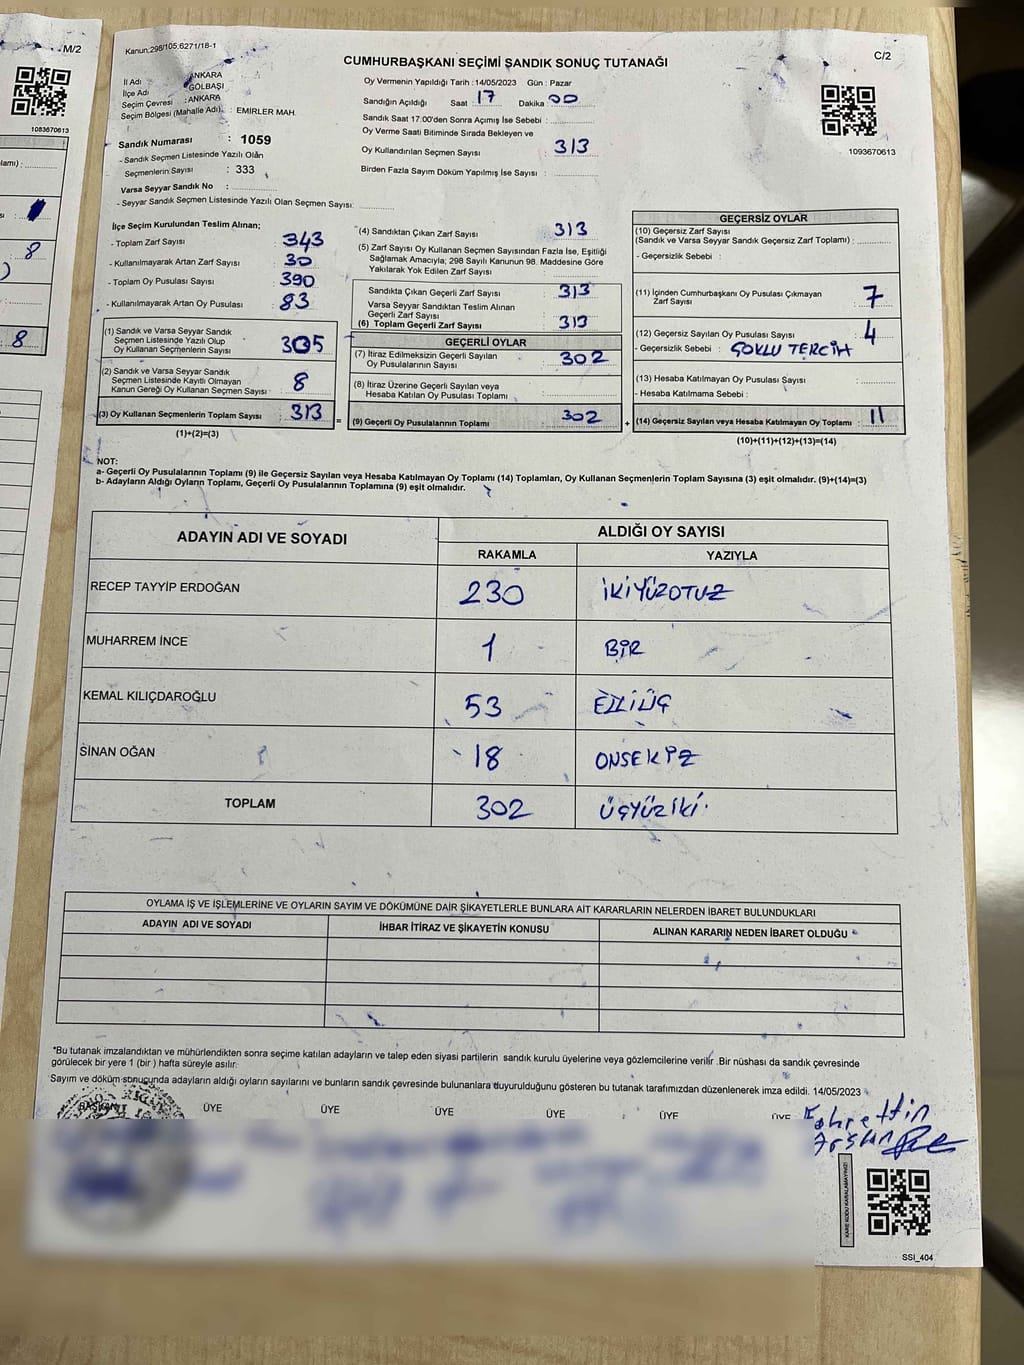 M/2
1083670613
lamı) :
8
8
Kanun:298/105;6271/18-1
C/2
CUMHURBAŞKANI SEÇİMİ SANDIK SONUÇ TUTANAĞI
İl Adı : ANKARA
İlçe Adı : GÖLBAŞI
Seçim Çevresi : ANKARA
Seçim Bölgesi (Mahalle Adı) : EMİRLER MAH.
Sandık Numarası : 1059
- Sandık Seçmen Listesinde Yazılı Olan
Seçmenlerin Sayısı : 333
Varsa Seyyar Sandık No :
- Seyyar Sandık Seçmen Listesinde Yazılı Olan Seçmen Sayısı:
Oy Vermenin Yapıldığı Tarih :14/05/2023 Gün : Pazar
Sandığın Açıldığı Saat 17 Dakika 00
Sandık Saat 17:00'den Sonra Açımış İse Sebebi :
Oy Verme Saati Bitiminde Sırada Bekleyen ve
Oy Kullandırılan Seçmen Sayısı : 313
Birden Fazla Sayım Döküm Yapılmış İse Sayısı :
1093670613
İlçe Seçim Kurulundan Teslim Alınan;
- Toplam Zarf Sayısı : 343
- Kullanılmayarak Artan Zarf Sayısı : 30
- Toplam Oy Pusulası Sayısı : 390
- Kullanılmayarak Artan Oy Pusulası : 83
(1) Sandık ve Varsa Seyyar Sandık
Seçmen Listesinde Yazılı Olup
Oy Kullanan Seçmenlerin Sayısı : 305
(2) Sandık ve Varsa Seyyar Sandık
Seçmen Listesinde Kayıtlı Olmayan
Kanun Gereği Oy Kullanan Seçmen Sayısı : 8
(3) Oy Kullanan Seçmenlerin Toplam Sayısı : 313
(1)+(2)=(3)
=
(4) Sandıktan Çıkan Zarf Sayısı : 313
(5) Zarf Sayısı Oy Kullanan Seçmen Sayısından Fazla İse, Eşitliği
Sağlamak Amacıyla; 298 Sayılı Kanunun 98. Maddesine Göre
Yakılarak Yok Edilen Zarf Sayısı :
Sandıkta Çıkan Geçerli Zarf Sayısı : 313
Varsa Seyyar Sandıktan Teslim Alınan
Geçerli Zarf Sayısı :
(6) Toplam Geçerli Zarf Sayısı : 313
GEÇERLİ OYLAR
(7) İtiraz Edilmeksizin Geçerli Sayılan
Oy Pusulalarının Sayısı : 302
(8) İtiraz Üzerine Geçerli Sayılan veya
Hesaba Katılan Oy Pusulası Toplamı :
(9) Geçerli Oy Pusulalarının Toplamı : 302
+
GEÇERSİZ OYLAR
(10) Geçersiz Zarf Sayısı
(Sandık ve Varsa Seyyar Sandık Geçersiz Zarf Toplamı) :
- Geçersizlik Sebebi :
(11) İçinden Cumhurbaşkanı Oy Pusulası Çıkmayan
Zarf Sayısı : 7
(12) Geçersiz Sayılan Oy Pusulası Sayısı : 4
- Geçersizlik Sebebi : ÇOKLU TERCİH
(13) Hesaba Katılmayan Oy Pusulası Sayısı :
- Hesaba Katılmama Sebebi :
(14) Geçersiz Sayılan veya Hesaba Katılmayan Oy Toplamı : 11
(10)+(11)+(12)+(13)=(14)
NOT:
a- Geçerli Oy Pusulalarının Toplamı (9) ile Geçersiz Sayılan veya Hesaba Katılmayan Oy Toplamı (14) Toplamları, Oy Kullanan Seçmenlerin Toplam Sayısına (3) eşit olmalıdır. (9)+(14)=(3)
b- Adayların Aldığı Oyların Toplamı, Geçerli Oy Pusulalarının Toplamına (9) eşit olmalıdır.
ADAYIN ADI VE SOYADI ALDIĞI OY SAYISI
RAKAMLA YAZIYLA
RECEP TAYYİP ERDOĞAN 230 İKİYÜZOTUZ
MUHARREM İNCE 1 BİR
KEMAL KILIÇDAROĞLU 53 ELLİÜÇ
SİNAN OĞAN 18 ONSEKİZ
TOPLAM 302 ÜÇYÜZİKİ
OYLAMA İŞ VE İŞLEMLERİNE VE OYLARIN SAYIM VE DÖKÜMÜNE DAİR ŞİKAYETLERLE BUNLARA AİT KARARLARIN NELERDEN İBARET BULUNDUKLARI
ADAYIN ADI VE SOYADI İHBAR İTİRAZ VE ŞİKAYETİN KONUSU ALINAN KARARIN NEDEN İBARET OLDUĞU
*Bu tutanak imzalandıktan ve mühürlendikten sonra seçime katılan adayların ve talep eden siyasi partilerin sandık kurulu üyelerine veya gözlemcilerine verilir .Bir nüshası da sandık çevresinde
görülecek bir yere 1 (bir ) hafta süreyle asılır.
Sayım ve döküm sonucunda adayların aldığı oyların sayılarını ve bunların sandık çevresinde bulunanlara duyurulduğunu gösteren bu tutanak tarafımızdan düzenlenerek imza edildi. 14/05/2023
BAŞKAN ÜYE ÜYE ÜYE ÜYE ÜYE ÜYE
Fahrettin
Arslan
KARE KODU KARALAMAYINIZ!
SSI_404